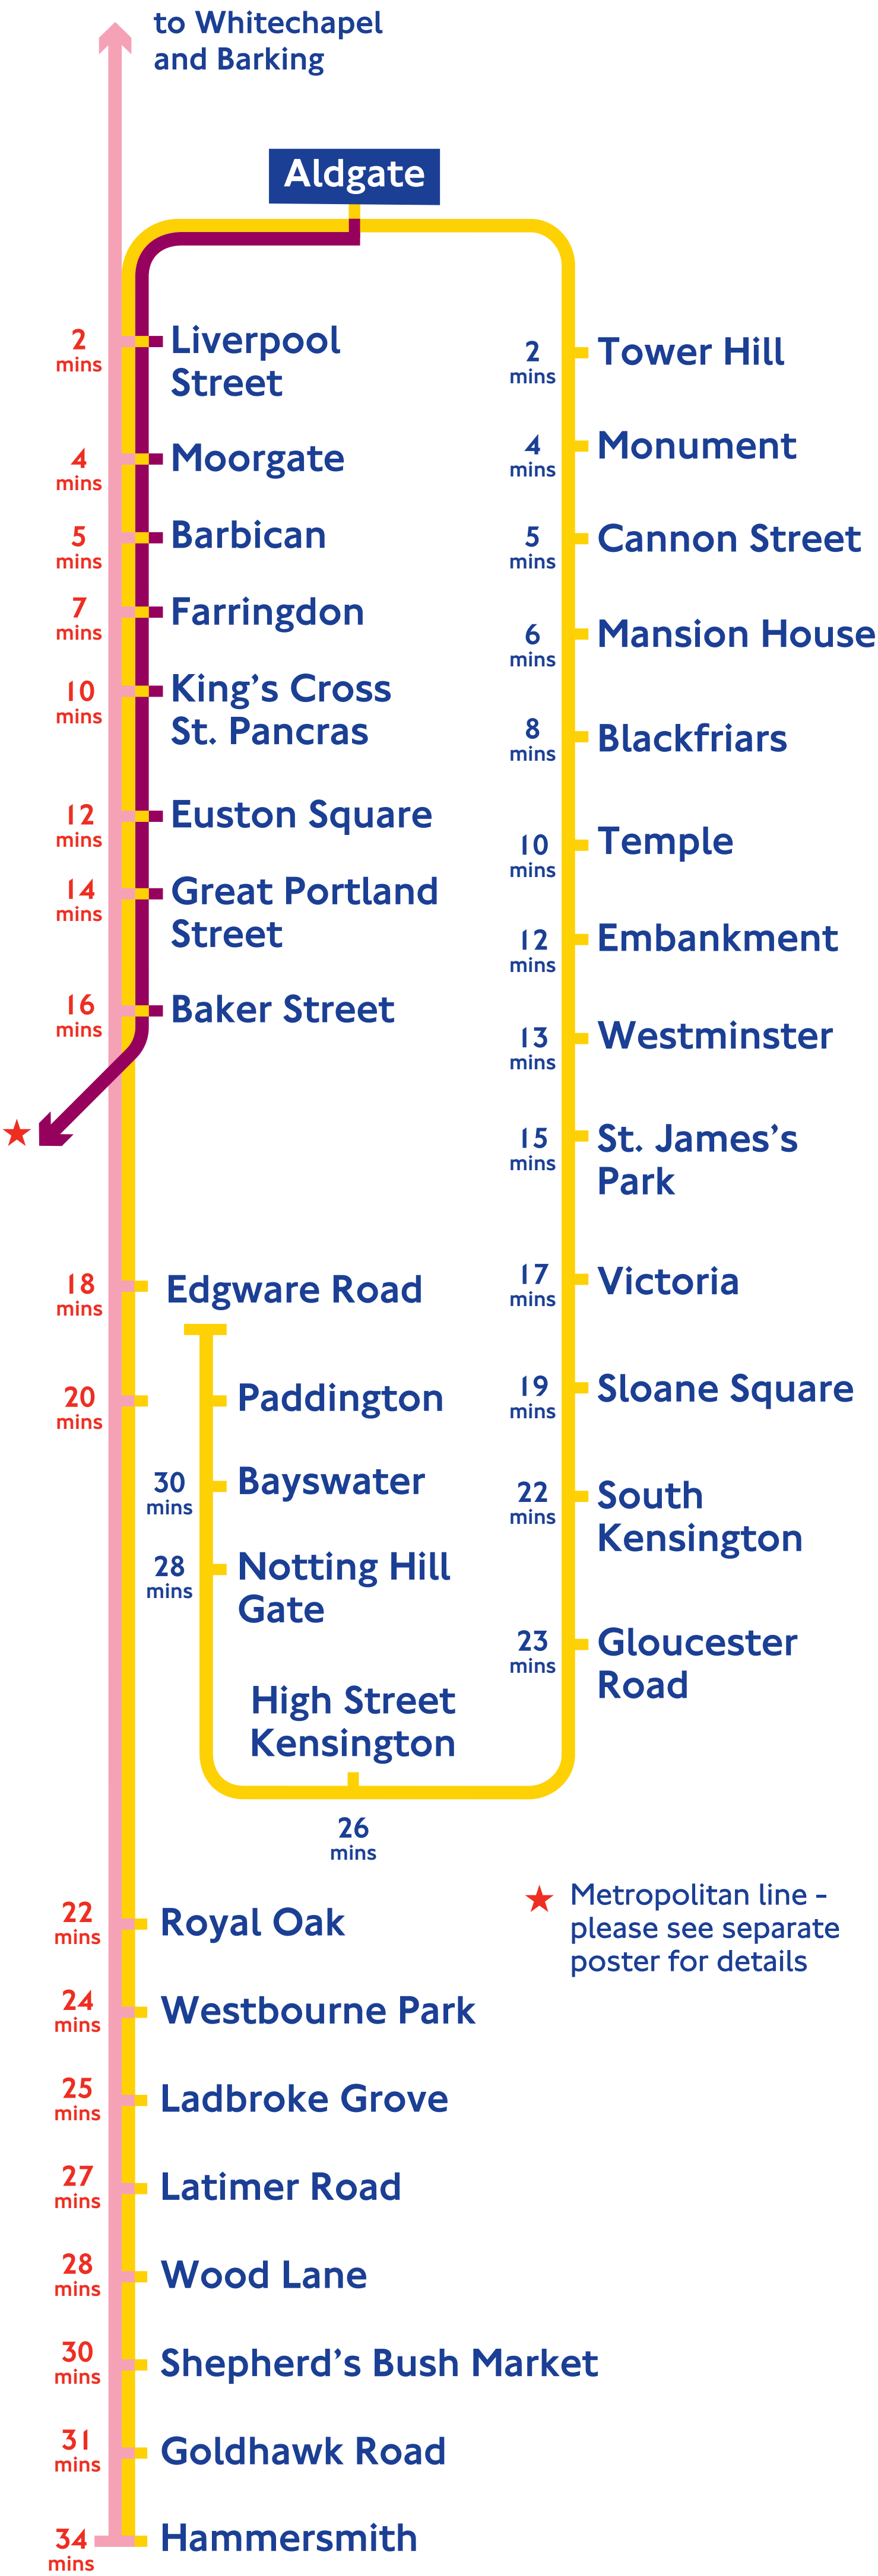 to Whitechapel
and Barking
Aldgate
2
mins
Liverpool
Street
4
mins
Moorgate
5
mins
Barbican
7
mins
Farringdon
10
mins
King's Cross
St. Pancras
12
mins
Euston Square
14
mins
Great Portland
Street
16
mins
Baker Street
18
mins
Edgware Road
20
mins
Paddington
30
mins
Bayswater
28
mins
Notting Hill
Gate
High Street
Kensington
26
mins
2
mins
Tower Hill
4
mins
Monument
5
mins
Cannon Street
6
mins
Mansion House
8
mins
Blackfriars
10
mins
Temple
12
mins
Embankment
13
mins
Westminster
15
mins
St. James's
Park
17
mins
Victoria
19
mins
Sloane Square
22
mins
South
Kensington
23
mins
Gloucester
Road
Metropolitan line -
please see separate
poster for details
22
mins
Royal Oak
24
mins
Westbourne Park
25
mins
Ladbroke Grove
27
mins
Latimer Road
28
mins
Wood Lane
30
mins
Shepherd's Bush Market
31
mins
Goldhawk Road
34
mins
Hammersmith